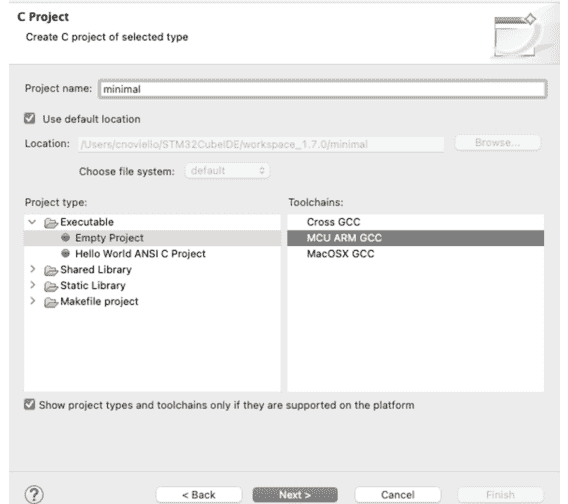 C Project
Create C project of selected type
Project name: minimal
Use default location
Location: /Users/cnoviello/STM32CubeIDE/workspace_1.7.0/minimal Browse...
Choose file system: default
Project type: Toolchains:
Executable Cross GCC
Empty Project MCU ARM GCC
Hello World ANSI C Project MacOSX GCC
Shared Library
Static Library
Makefile project
Show project types and toolchains only if they are supported on the platform
? < Back Next > Cancel Finish